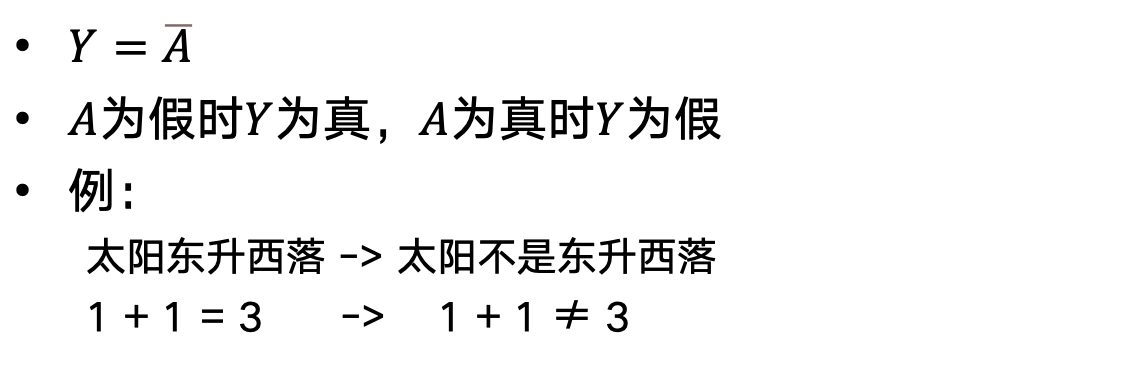 • Y = A̅
• A为假时Y为真，A为真时Y为假
• 例：
太阳东升西落 -> 太阳不是东升西落
1 + 1 = 3 -> 1 + 1 ≠ 3